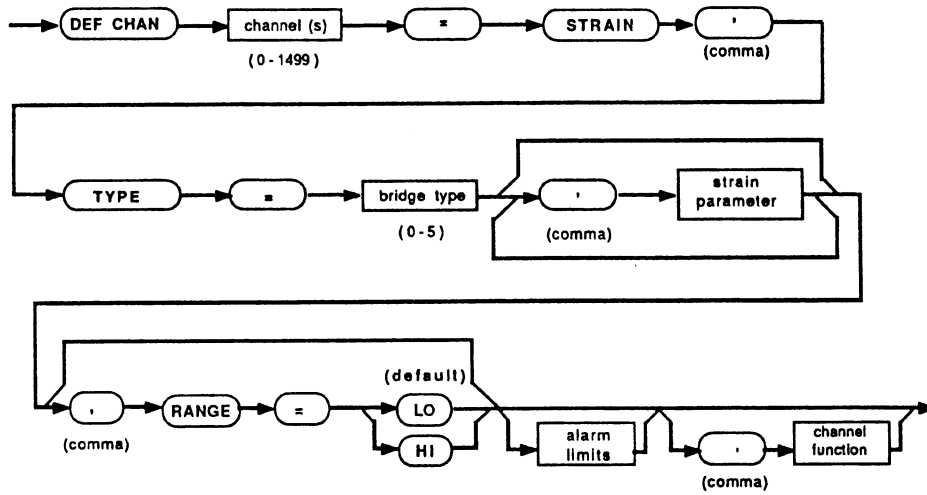 DEF CHAN
channel (s)
=
STRAIN
,
(0-1499)
(comma)
TYPE
=
bridge type
,
strain
parameter
(0-5)
(comma)
(default)
,
RANGE
=
LO
(comma)
HI
alarm
limits
,
channel
function
(comma)